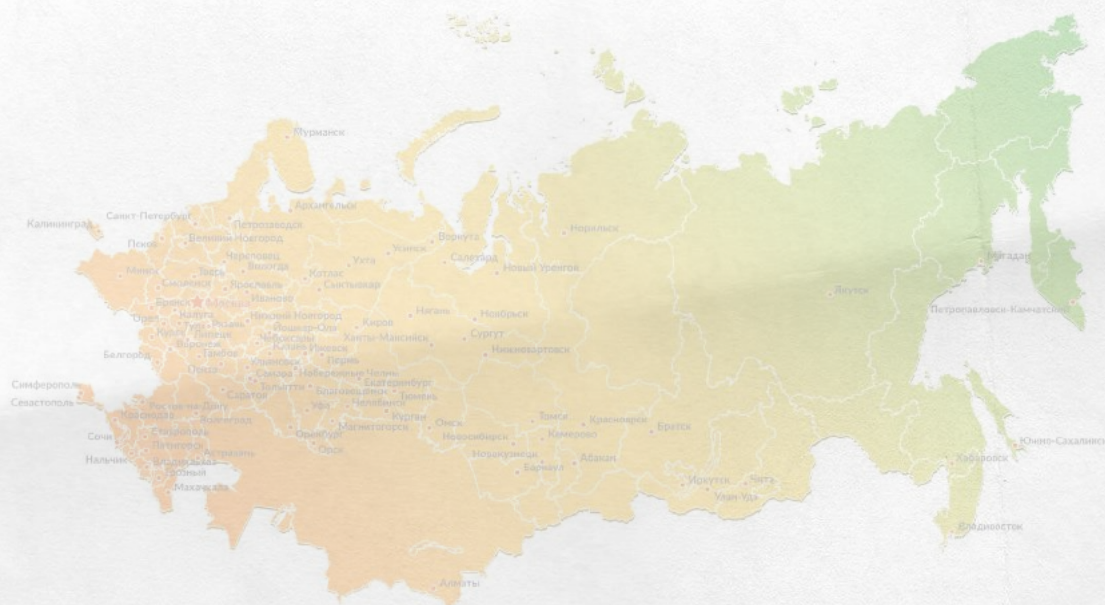 Мурманск
Архангельск
Санкт-Петербург
Калининград
Петрозаводск
Великий Новгород
Псков
Воркута
Норильск
Усинск
Череповец
Ухта
Салехард
Вологда
Новый Уренгой
Магадан
Минск
Тверь
Котлас
Смоленск
Ярославль
Сыктывкар
Якутск
Брянск
Москва
Иваново
Петропавловск-Камчатский
Калуга
Нягань
Ноябрьск
Нижний Новгород
Орел
Тула
Рязань
Киров
Йошкар-Ола
Курск
Липецк
Чебоксары
Ханты-Мансийск
Сургут
Воронеж
Казань
Ижевск
Нижневартовск
Белгород
Тамбов
Пермь
Ульяновск
Пенза
Самара
Набережные Челны
Симферополь
Тольятти
Екатеринбург
Саратов
Тюмень
Севастополь
Челябинск
Ростов-на-Дону
Уфа
Краснодар
Курган
Томск
Волгоград
Магнитогорск
Омск
Красноярск
Братск
Сочи
Ставрополь
Оренбург
Новосибирск
Кемерово
Южно-Сахалинск
Пятигорск
Орск
Астрахань
Новокузнецк
Абакан
Хабаровск
Нальчик
Владикавказ
Барнаул
Грозный
Иркутск
Чита
Махачкала
Улан-Удэ
Владивосток
Алматы